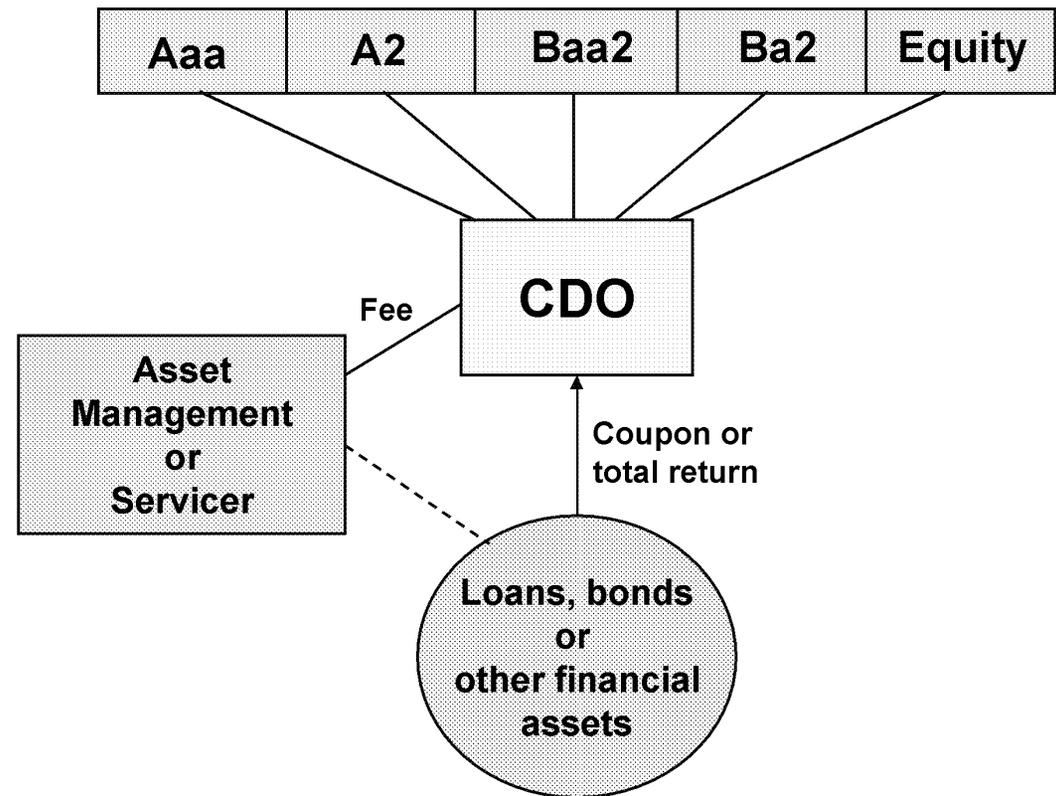 Aaa A2 Baa2 Ba2 Equity
CDO
Fee
Asset
Management
or
Servicer
Coupon or
total return
Loans, bonds
or
other financial
assets